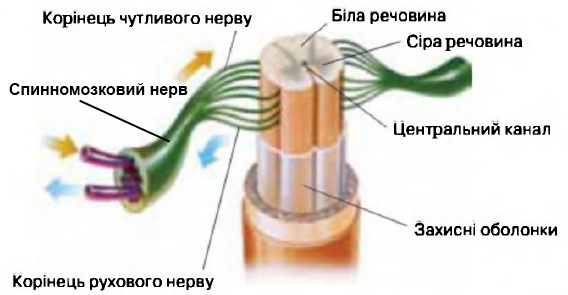 Корінець чутливого нерву
Біла речовина
Сіра речовина
Спинномозковий нерв
Центральний канал
Захисні оболонки
Корінець рухового нерву